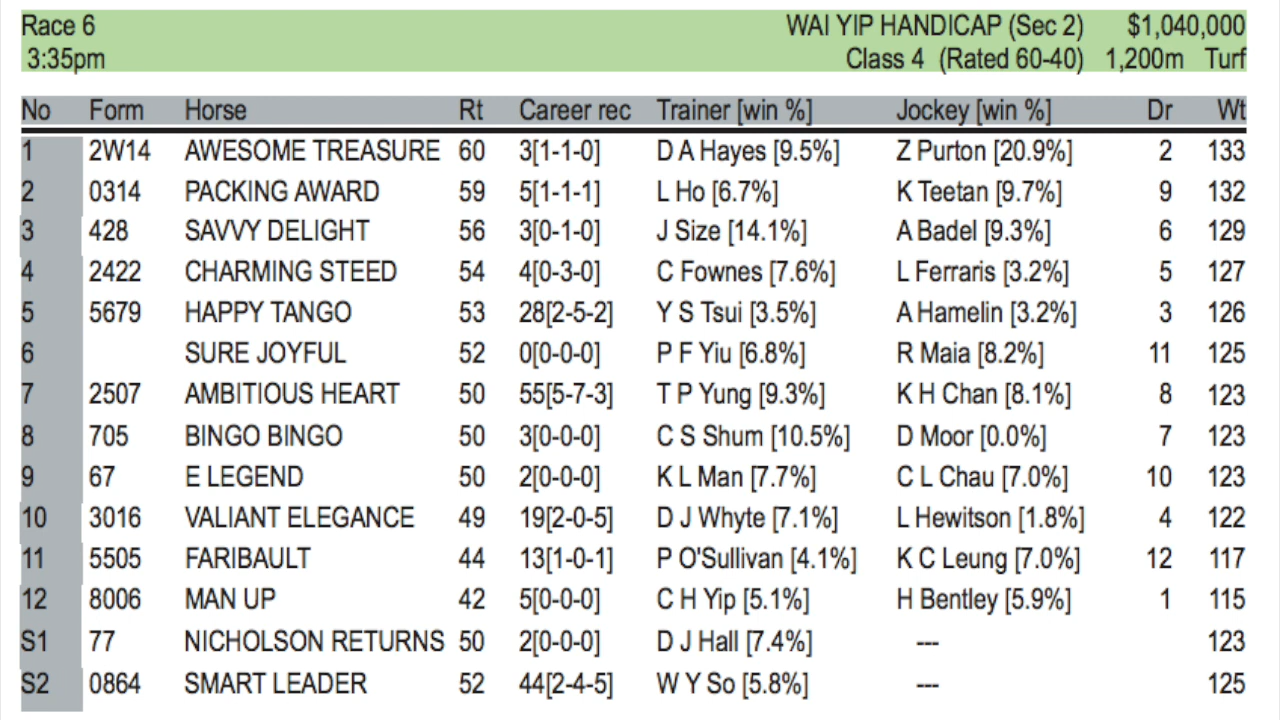 Race 6 WAI YIP HANDICAP (Sec 2) $1,040,000
3:35pm Class 4 (Rated 60-40) 1,200m Turf
No Form Horse Rt Career rec Trainer [win %] Jockey [win %] Dr Wt
1 2W14 AWESOME TREASURE 60 3[1-1-0] D A Hayes [9.5%] Z Purton [20.9%] 2 133
2 0314 PACKING AWARD 59 5[1-1-1] L Ho [6.7%] K Teetan [9.7%] 9 132
3 428 SAVVY DELIGHT 56 3[0-1-0] J Size [14.1%] A Badel [9.3%] 6 129
4 2422 CHARMING STEED 54 4[0-3-0] C Fownes [7.6%] L Ferraris [3.2%] 5 127
5 5679 HAPPY TANGO 53 28[2-5-2] Y S Tsui [3.5%] A Hamelin [3.2%] 3 126
6 SURE JOYFUL 52 0[0-0-0] P F Yiu [6.8%] R Maia [8.2%] 11 125
7 2507 AMBITIOUS HEART 50 55[5-7-3] T P Yung [9.3%] K H Chan [8.1%] 8 123
8 705 BINGO BINGO 50 3[0-0-0] C S Shum [10.5%] D Moor [0.0%] 7 123
9 67 E LEGEND 50 2[0-0-0] K L Man [7.7%] C L Chau [7.0%] 10 123
10 3016 VALIANT ELEGANCE 49 19[2-0-5] D J Whyte [7.1%] L Hewitson [1.8%] 4 122
11 5505 FARIBAULT 44 13[1-0-1] P O'Sullivan [4.1%] K C Leung [7.0%] 12 117
12 8006 MAN UP 42 5[0-0-0] C H Yip [5.1%] H Bentley [5.9%] 1 115
S1 77 NICHOLSON RETURNS 50 2[0-0-0] D J Hall [7.4%] --- 123
S2 0864 SMART LEADER 52 44[2-4-5] W Y So [5.8%] --- 125